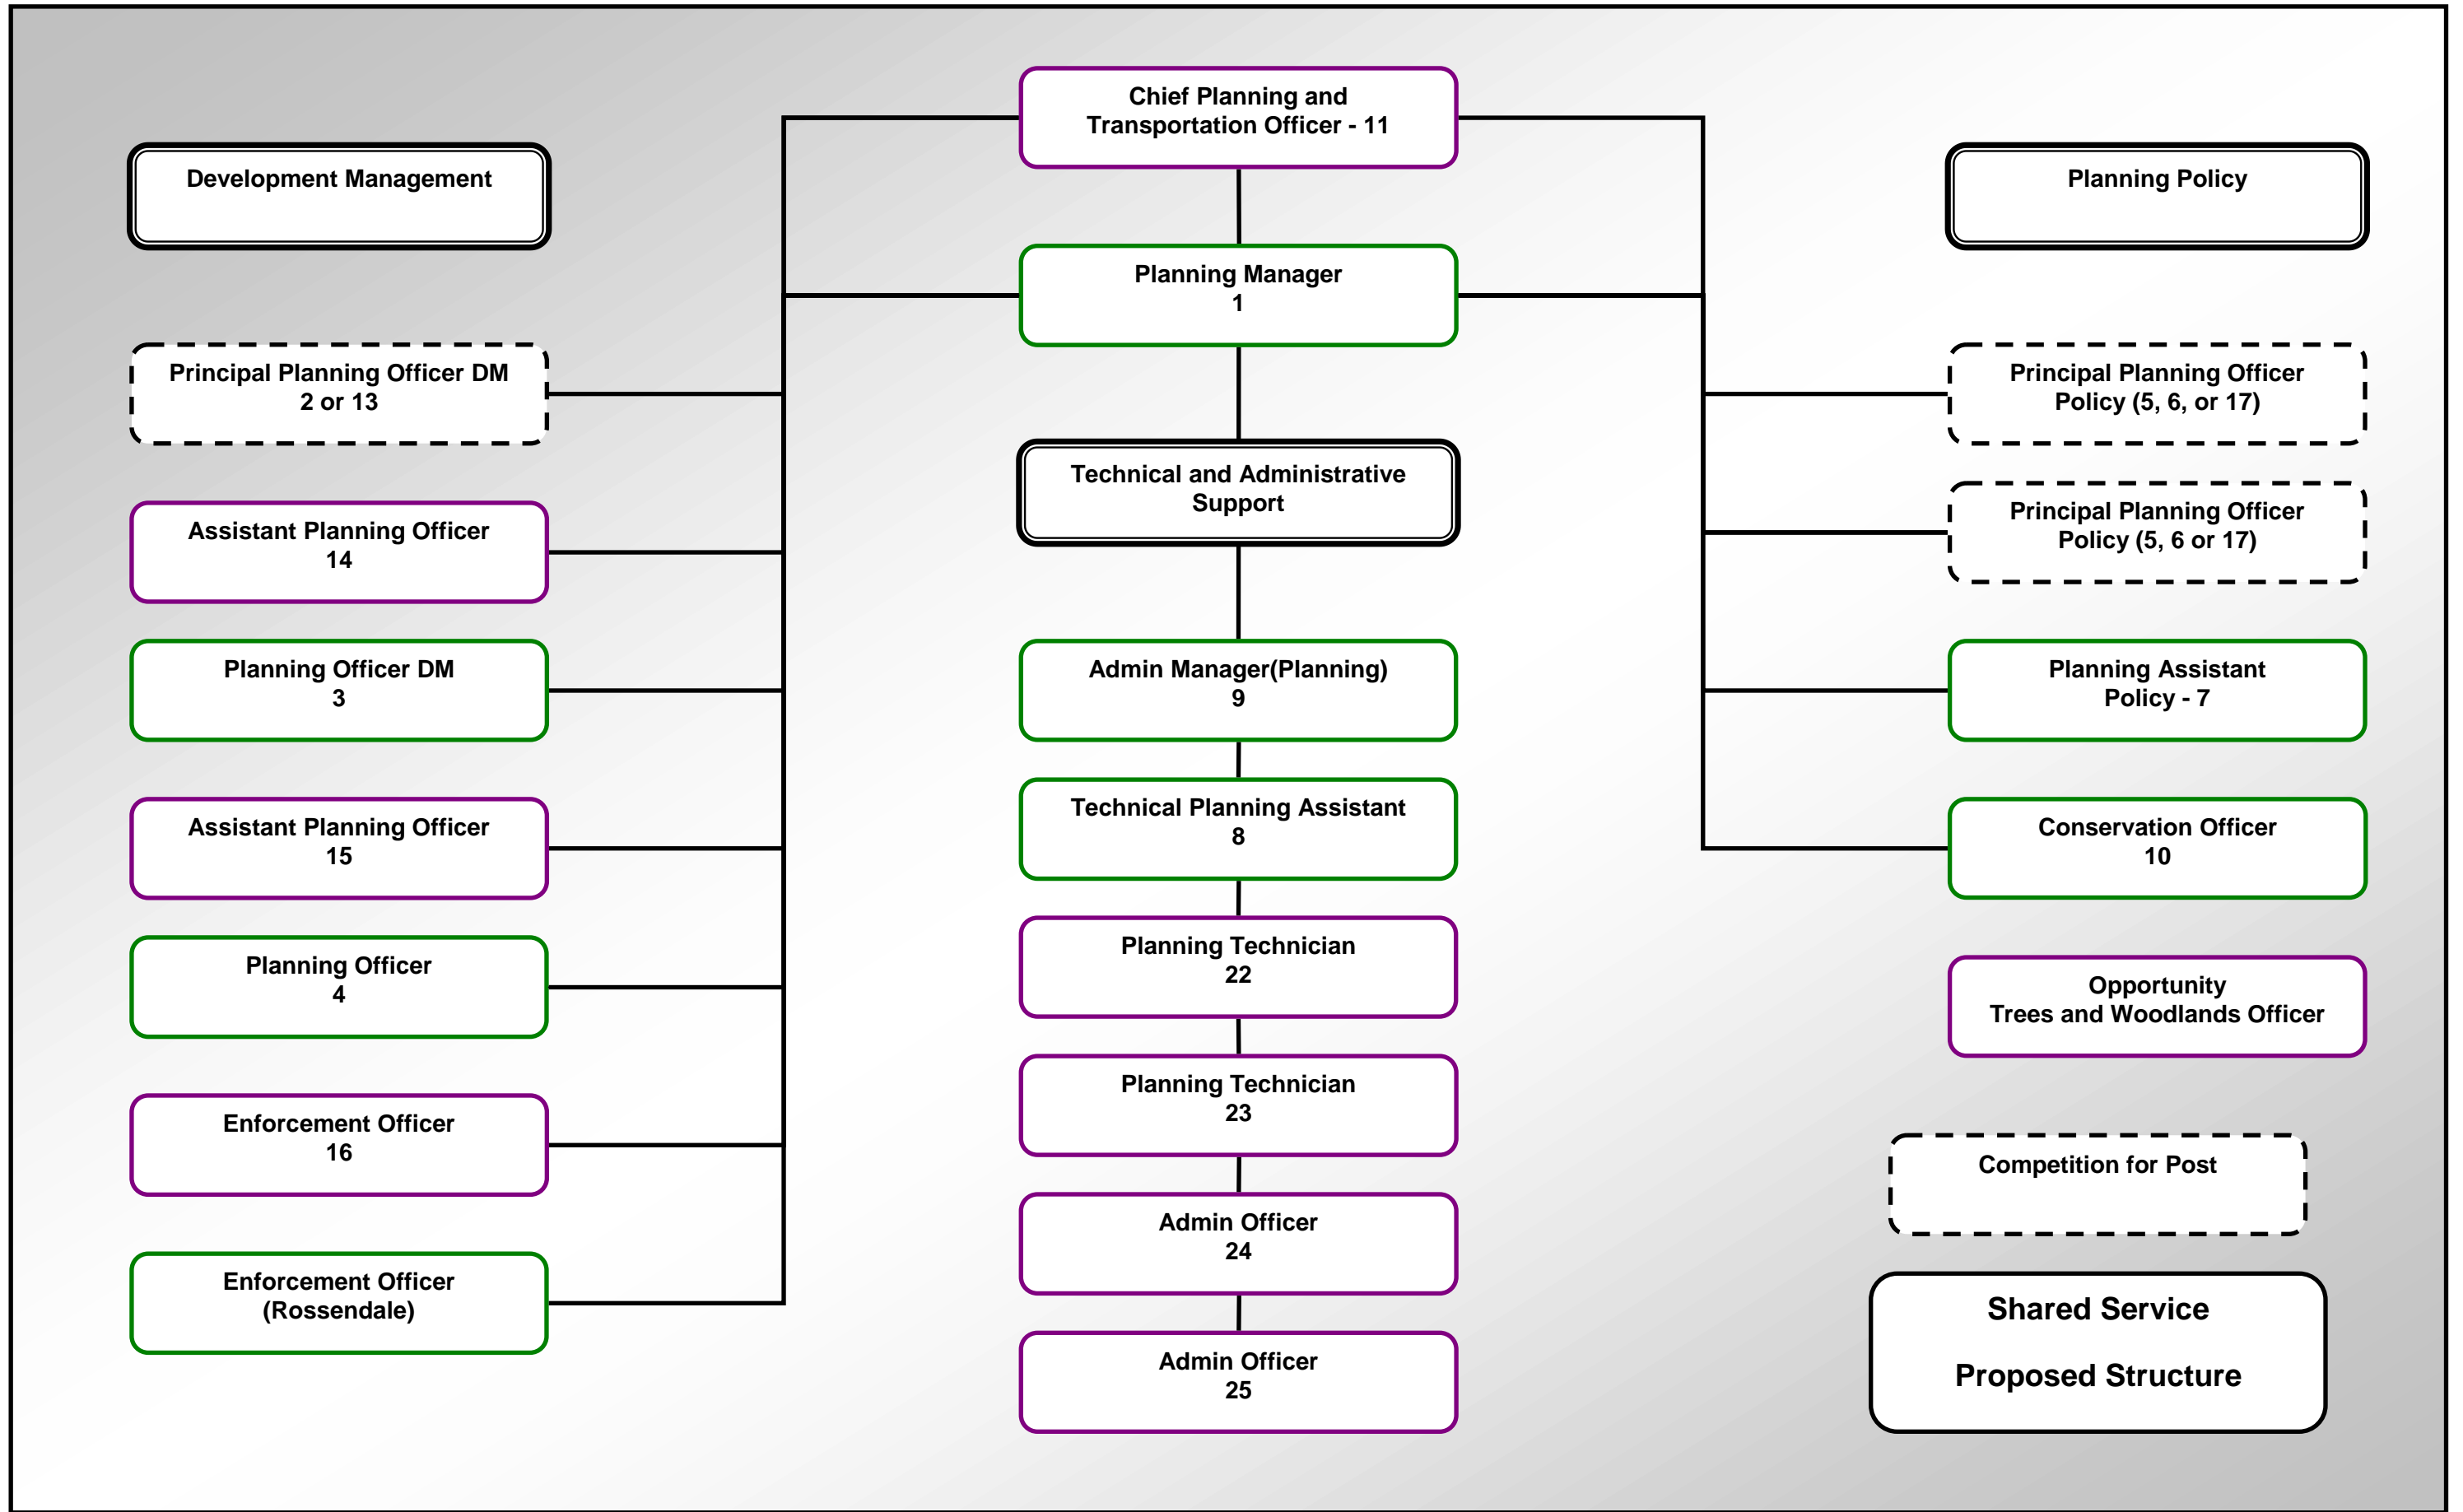 Chief Planning and
Transportation Officer - 11
Planning Manager
1
Development Management
Principal Planning Officer DM
2 or 13
Assistant Planning Officer
14
Planning Officer DM
3
Assistant Planning Officer
15
Planning Officer
4
Enforcement Officer
16
Enforcement Officer
(Rossendale)
Technical and Administrative
Support
Admin Manager(Planning)
9
Technical Planning Assistant
8
Planning Technician
22
Planning Technician
23
Admin Officer
24
Admin Officer
25
Planning Policy
Principal Planning Officer
Policy (5, 6, or 17)
Principal Planning Officer
Policy (5, 6 or 17)
Planning Assistant
Policy - 7
Conservation Officer
10
Opportunity
Trees and Woodlands Officer
Competition for Post
Shared Service
Proposed Structure